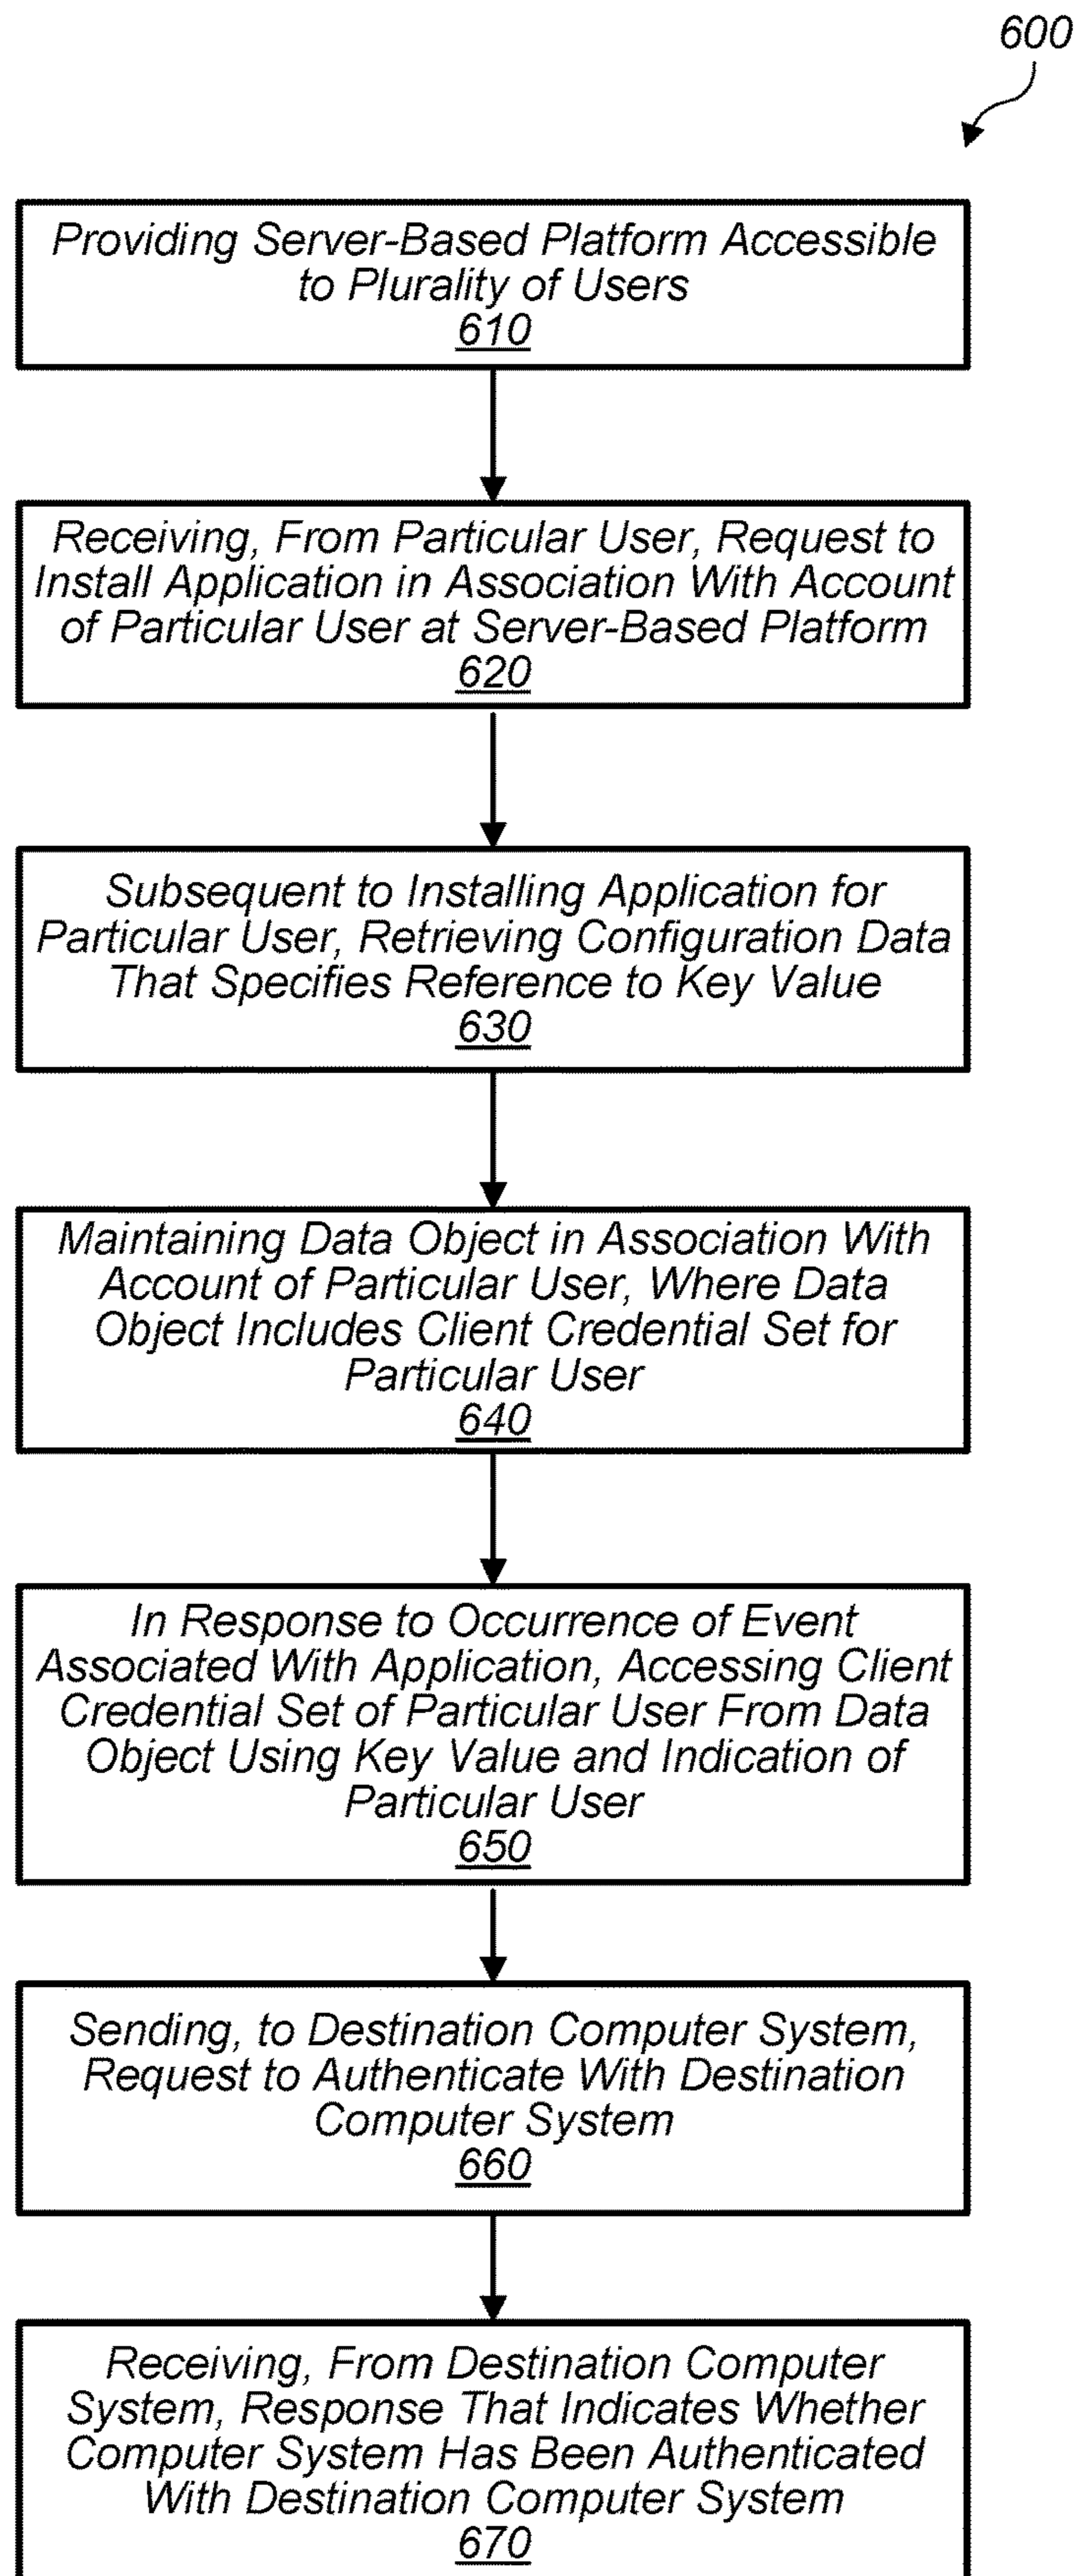 600
Providing Server-Based Platform Accessible
to Plurality of Users
610
Receiving, From Particular User, Request to
Install Application in Association With Account
of Particular User at Server-Based Platform
620
Subsequent to Installing Application for
Particular User, Retrieving Configuration Data
That Specifies Reference to Key Value
630
Maintaining Data Object in Association With
Account of Particular User, Where Data
Object Includes Client Credential Set for
Particular User
640
In Response to Occurrence of Event
Associated With Application, Accessing Client
Credential Set of Particular User From Data
Object Using Key Value and Indication of
Particular User
650
Sending, to Destination Computer System,
Request to Authenticate With Destination
Computer System
660
Receiving, From Destination Computer
System, Response That Indicates Whether
Computer System Has Been Authenticated
With Destination Computer System
670